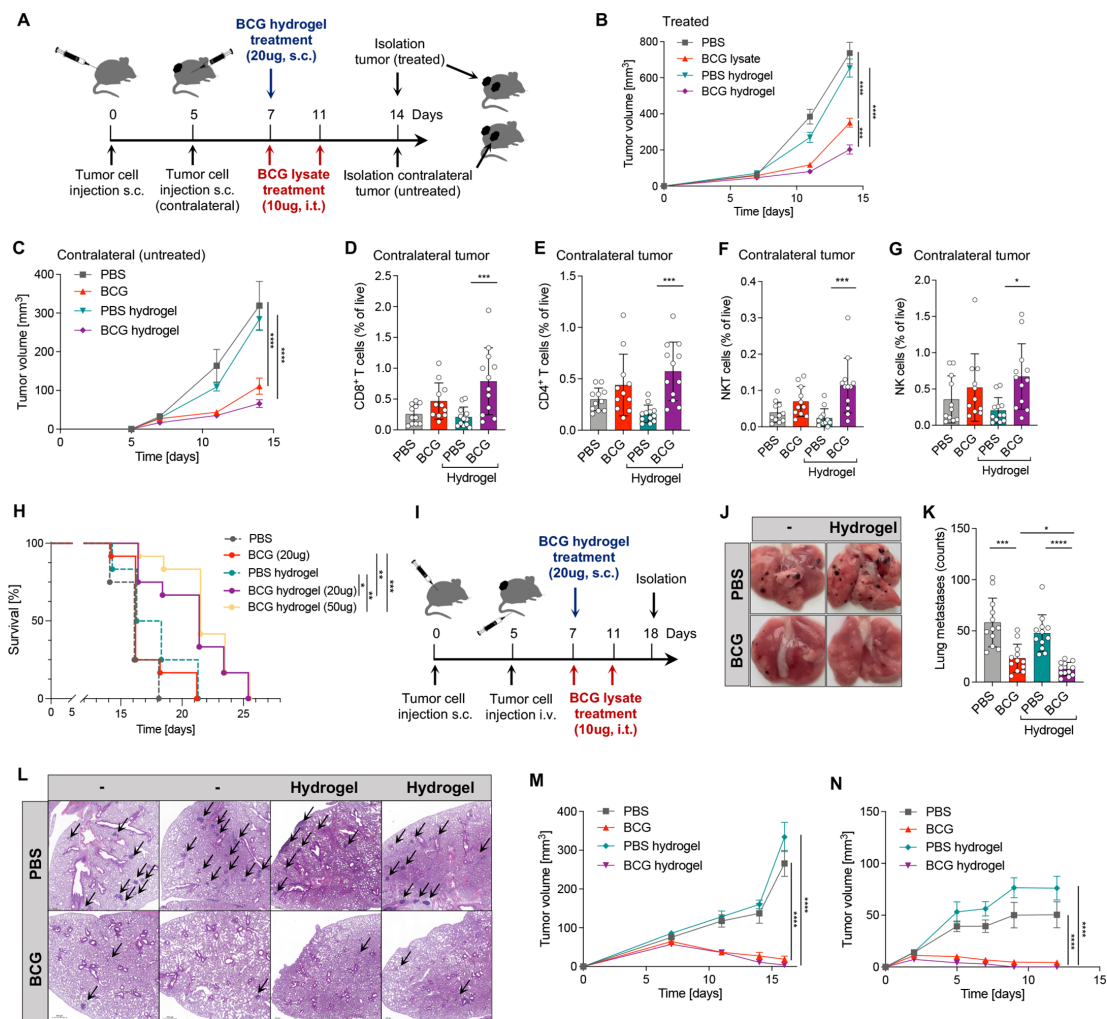 A
BCG hydrogel
treatment
(20ug, s.c.)
Isolation
tumor (treated)
0
5
7
11
14
Days
Tumor cell
injection s.c.
Tumor cell
injection s.c.
(contralateral)
BCG lysate
treatment
(10ug, i.t.)
Isolation contralateral
tumor (untreated)
B
Treated
PBS
BCG lysate
PBS hydrogel
BCG hydrogel
Tumor volume [mm³]
800
600
400
200
0
0 5 10 15
Time [days]
****
***
****
C
Contralateral (untreated)
PBS
BCG
PBS hydrogel
BCG hydrogel
Tumor volume [mm³]
400
300
200
100
0
0 5 10 15
Time [days]
****
****
D
Contralateral tumor
***
CD8⁺ T cells (% of live)
2.5
2.0
1.5
1.0
0.5
0.0
PBS BCG PBS BCG
Hydrogel
E
Contralateral tumor
***
CD4⁺ T cells (% of live)
1.5
1.0
0.5
0.0
PBS BCG PBS BCG
Hydrogel
F
Contralateral tumor
***
NKT cells (% of live)
0.4
0.3
0.2
0.1
0.0
PBS BCG PBS BCG
Hydrogel
G
Contralateral tumor
*
NK cells (% of live)
2.0
1.5
1.0
0.5
0.0
PBS BCG PBS BCG
Hydrogel
H
PBS
BCG (20ug)
PBS hydrogel
BCG hydrogel (20ug)
BCG hydrogel (50ug)
*
**
**
***
Survival [%]
100
50
0
0 5 15 20 25
Time [days]
I
BCG hydrogel
treatment
(20ug, s.c.)
Isolation
0
5
7
11
18
Days
Tumor cell
injection s.c.
Tumor cell
injection i.v.
BCG lysate
treatment
(10ug, i.t.)
J
- Hydrogel
PBS
BCG
K
Lung metastases (counts)
150
100
50
0
***
****
*
PBS BCG PBS BCG
Hydrogel
L
- - Hydrogel Hydrogel
PBS
BCG
M
PBS
BCG
PBS hydrogel
BCG hydrogel
Tumor volume [mm³]
400
300
200
100
0
0 5 10 15
Time [days]
****
****
N
PBS
BCG
PBS hydrogel
BCG hydrogel
Tumor volume [mm³]
150
100
50
0
0 5 10 15
Time [days]
****
****